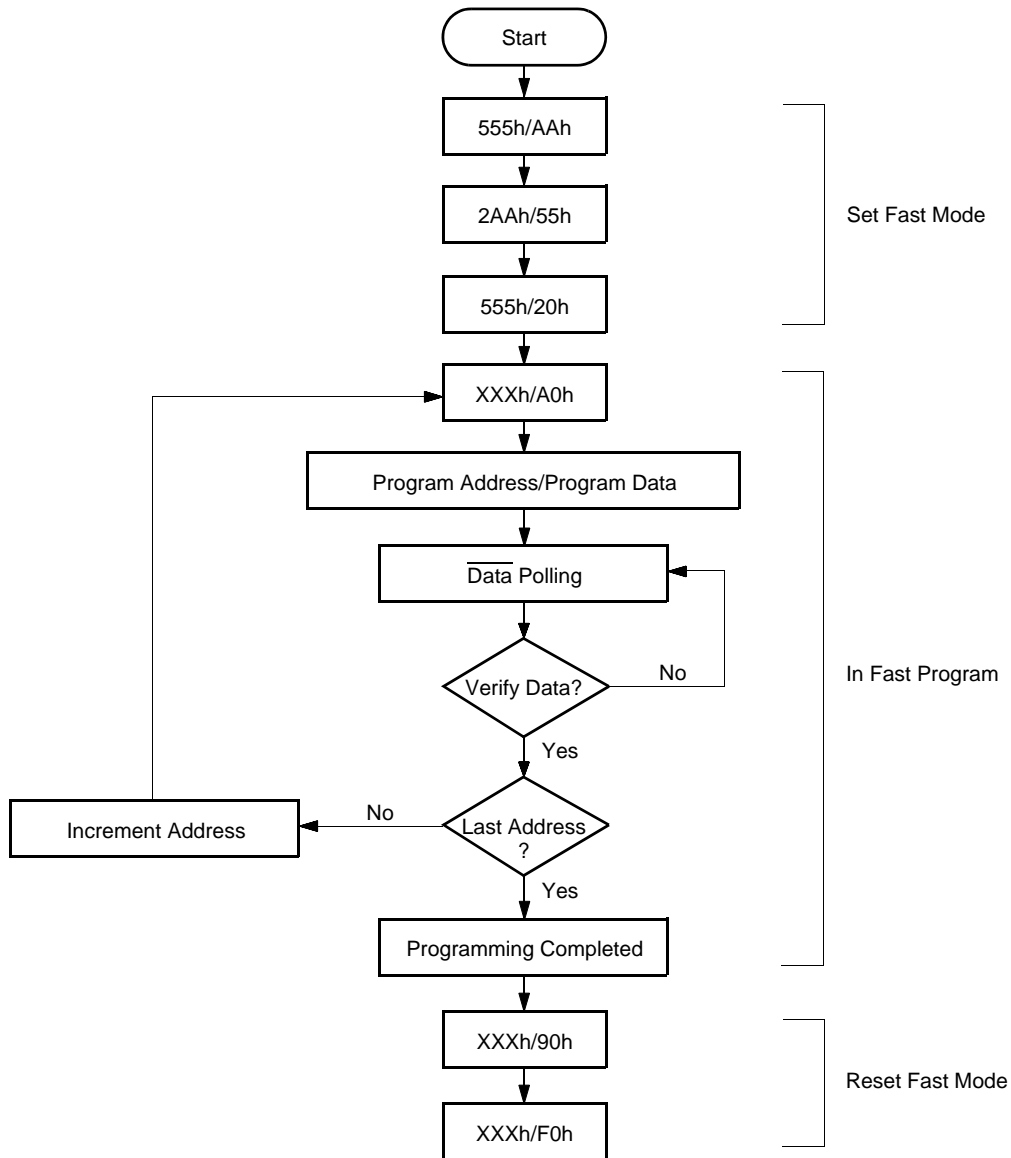 Start
555h/AAh
2AAh/55h
Set Fast Mode
555h/20h
XXXh/A0h
Program Address/Program Data
Data Polling
Verify Data?
No
In Fast Program
Yes
Increment Address
No
Last Address
?
Yes
Programming Completed
XXXh/90h
Reset Fast Mode
XXXh/F0h